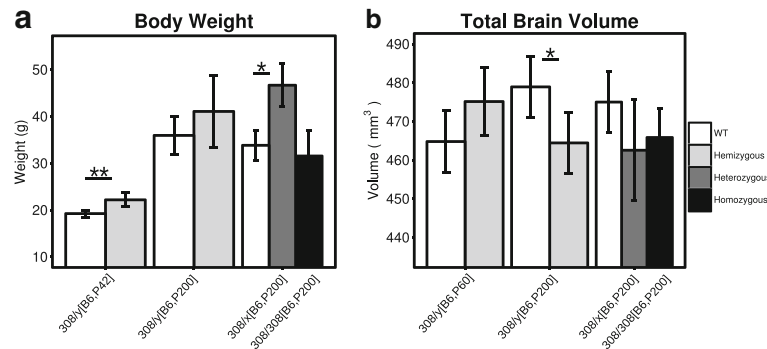 a
Body Weight
**
*
50
40
30
20
10
Weight (g)
308/y[B6,P42]
308/y[B6,P200]
308/x[B6,P200]
308/308[B6,P200]
b
Total Brain Volume
*
490
480
470
460
450
440
Volume ( mm³ )
308/y[B6,P60]
308/y[B6,P200]
308/x[B6,P200]
308/308[B6,P200]
WT
Hemizygous
Heterozygous
Homozygous